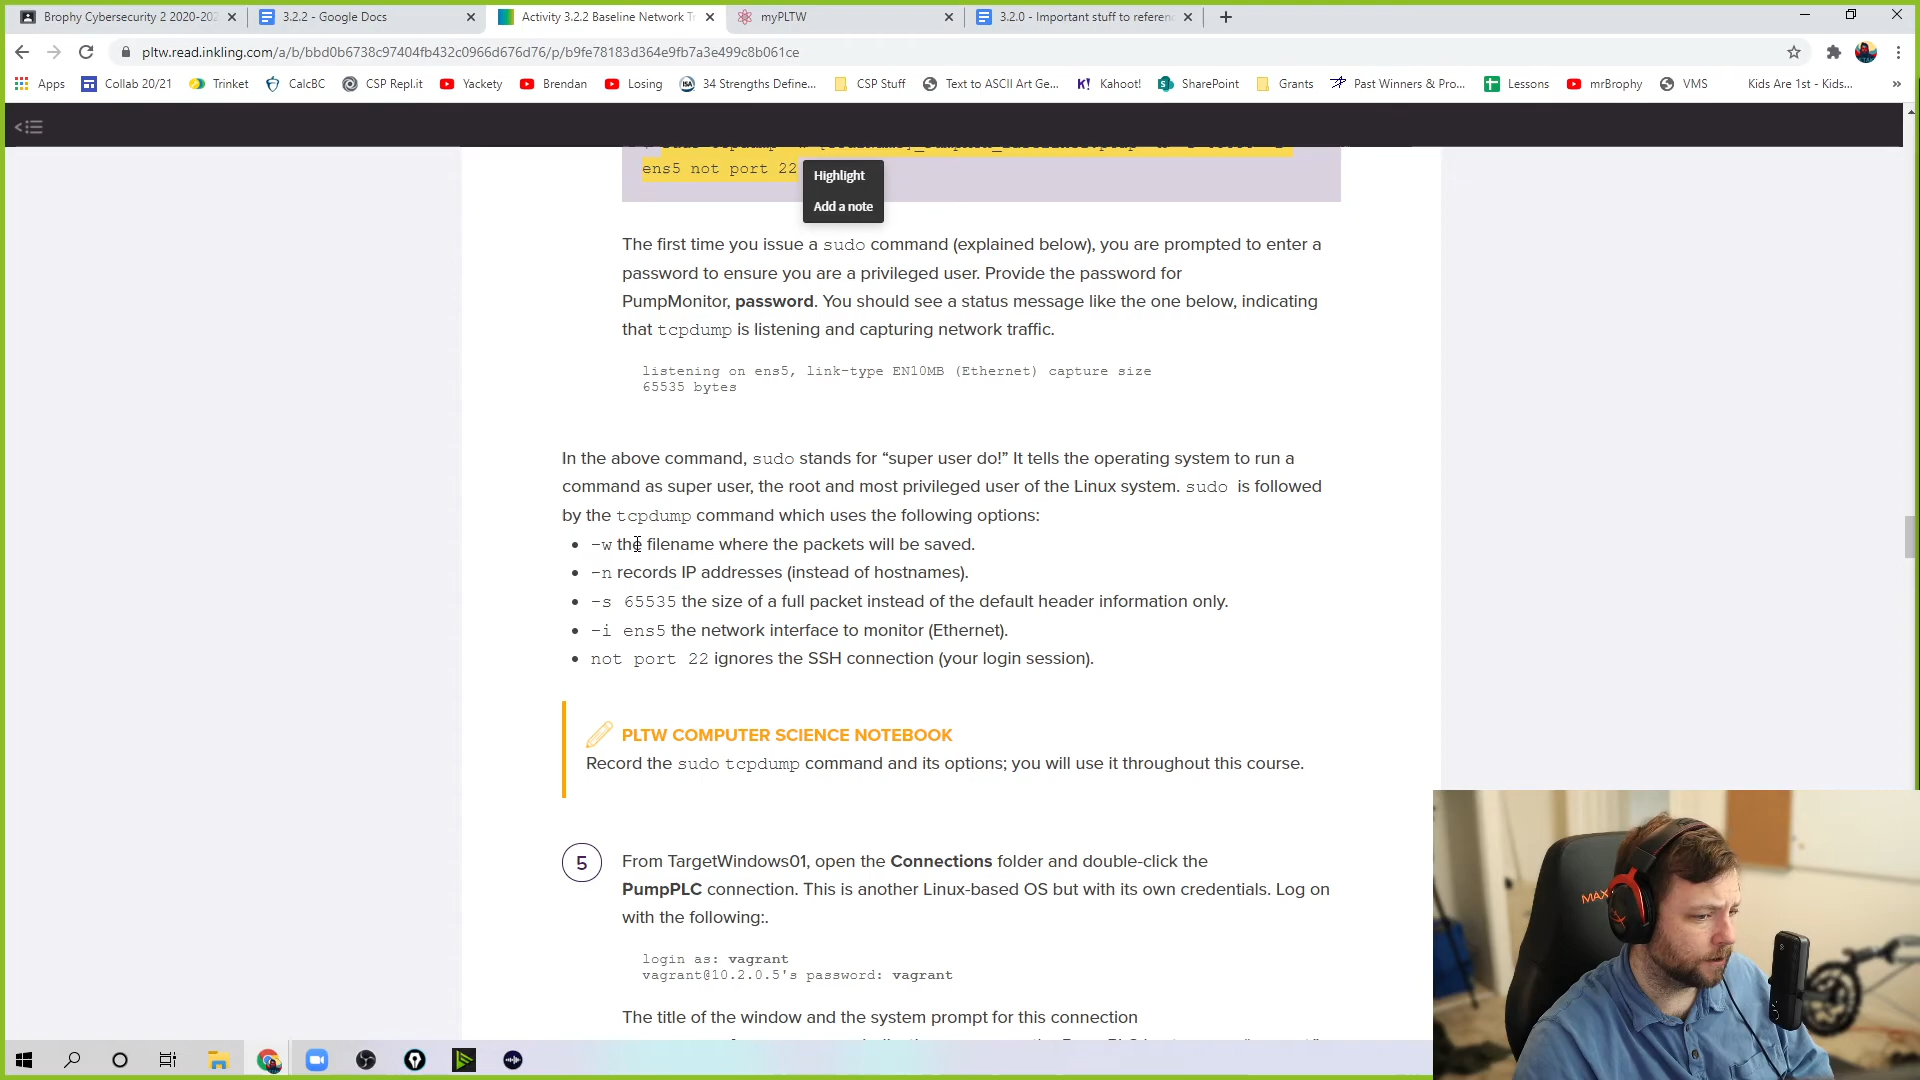 Brophy Cybersecurity 2 2020-202
3.2.2 - Google Docs
Activity 3.2.2 Baseline Network Tr
myPLTW
3.2.0 - Important stuff to referenc
pltw.read.inkling.com/a/b/bbd0b6738c97404fb432c0966d676d76/p/b9fe78183d364e9fb7a3e499c8b061ce
Apps
Collab 20/21
Trinket
CalcBC
CSP Repl.it
Yackety
Brendan
Losing
34 Strengths Define...
CSP Stuff
Text to ASCII Art Ge...
Kahoot!
SharePoint
Grants
Past Winners & Pro...
Lessons
mrBrophy
VMS
Kids Are 1st - Kids...
»
ens5 not port 22
Highlight
Add a note
The first time you issue a sudo command (explained below), you are prompted to enter a
password to ensure you are a privileged user. Provide the password for
PumpMonitor, password. You should see a status message like the one below, indicating
that tcpdump is listening and capturing network traffic.
listening on ens5, link-type EN10MB (Ethernet) capture size
65535 bytes
In the above command, sudo stands for “super user do!” It tells the operating system to run a
command as super user, the root and most privileged user of the Linux system. sudo is followed
by the tcpdump command which uses the following options:
• -w the filename where the packets will be saved.
• -n records IP addresses (instead of hostnames).
• -s 65535 the size of a full packet instead of the default header information only.
• -i ens5 the network interface to monitor (Ethernet).
• not port 22 ignores the SSH connection (your login session).
PLTW COMPUTER SCIENCE NOTEBOOK
Record the sudo tcpdump command and its options; you will use it throughout this course.
5
From TargetWindows01, open the Connections folder and double-click the
PumpPLC connection. This is another Linux-based OS but with its own credentials. Log on
with the following:.
login as: vagrant
vagrant@10.2.0.5's password: vagrant
The title of the window and the system prompt for this connection
MAX